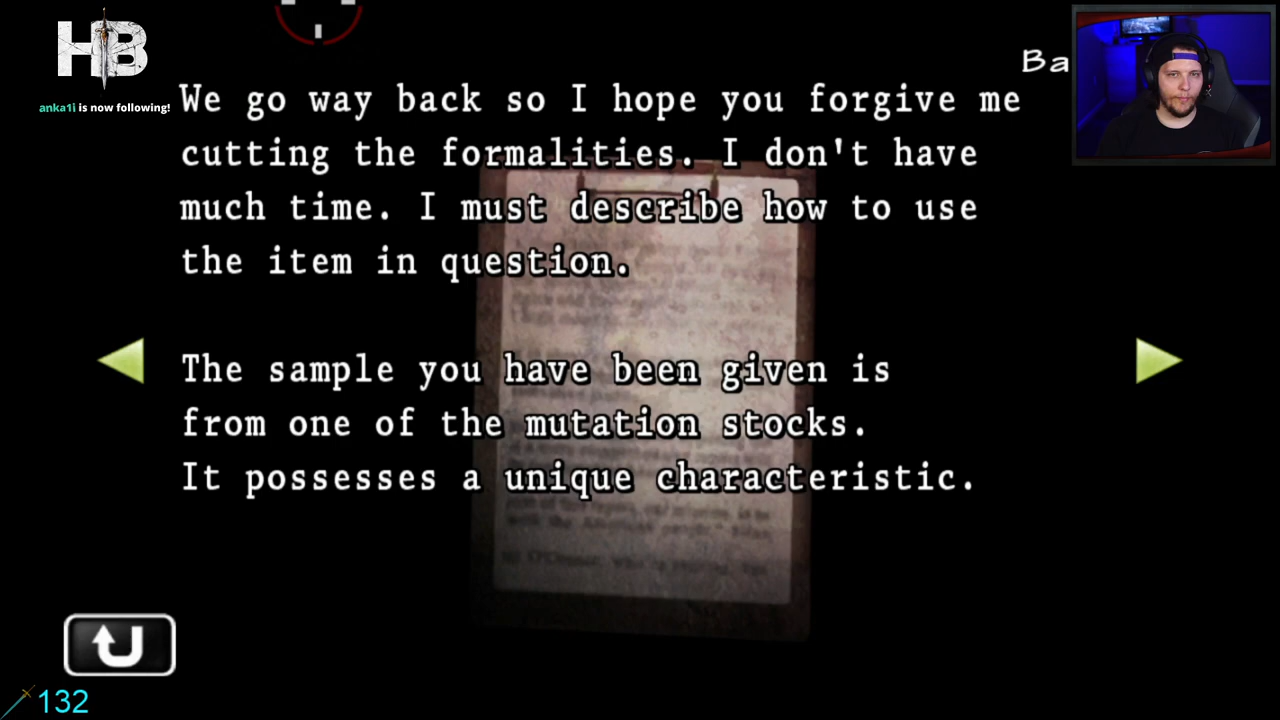 HB
Ba
anka1i is now following!
We go way back so I hope you forgive me
cutting the formalities. I don't have
much time. I must describe how to use
the item in question.
The sample you have been given is
from one of the mutation stocks.
It possesses a unique characteristic.
132